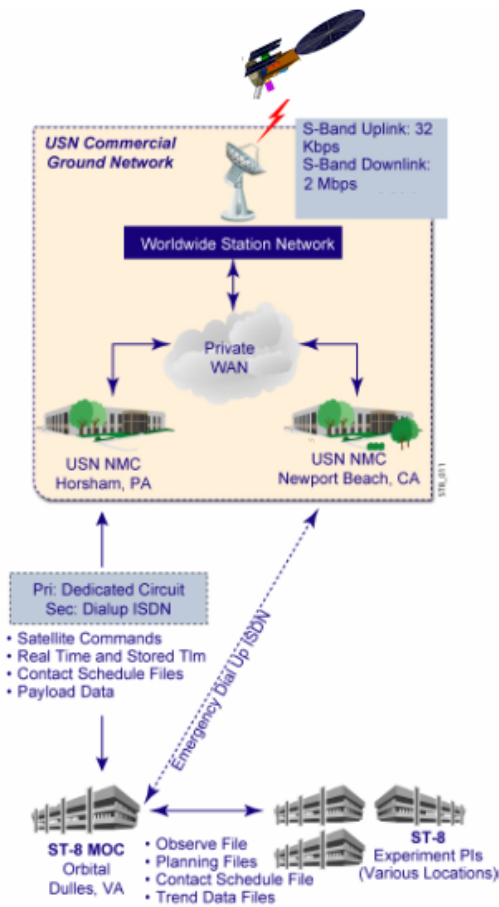 USN Commercial
Ground Network
S-Band Uplink: 32
Kbps
S-Band Downlink:
2 Mbps
Worldwide Station Network
Private
WAN
USN NMC
Horsham, PA
USN NMC
Newport Beach, CA
ST8_011
Pri: Dedicated Circuit
Sec: Dialup ISDN
• Satellite Commands
• Real Time and Stored Tlm
• Contact Schedule Files
• Payload Data
Emergency Dial Up ISDN
ST-8 MOC
Orbital
Dulles, VA
• Observe File
• Planning Files
• Contact Schedule File
• Trend Data Files
ST-8
Experiment PIs
(Various Locations)